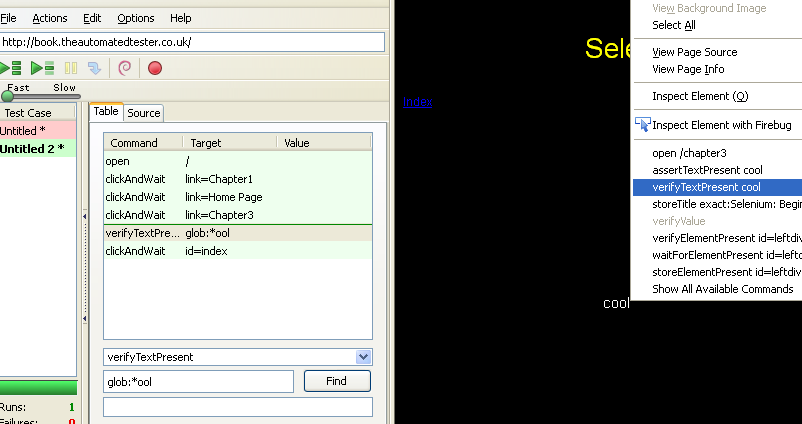 File Actions Edit Options Help
http://book.theautomatedtester.co.uk/
Fast Slow
Test Case
Untitled *
Untitled 2 *
Table Source
Command Target Value
open /
clickAndWait link=Chapter1
clickAndWait link=Home Page
clickAndWait link=Chapter3
verifyTextPre... glob:*ool
clickAndWait id=index
verifyTextPresent
glob:*ool Find
Runs: 1
Failures: 0
Sele
Index
cool
View Background Image
Select All
View Page Source
View Page Info
Inspect Element (Q)
Inspect Element with Firebug
open /chapter3
assertTextPresent cool
verifyTextPresent cool
storeTitle exact:Selenium: Begi
verifyValue
verifyElementPresent id=leftdiv
waitForElementPresent id=leftd
storeElementPresent id=leftdiv
Show All Available Commands